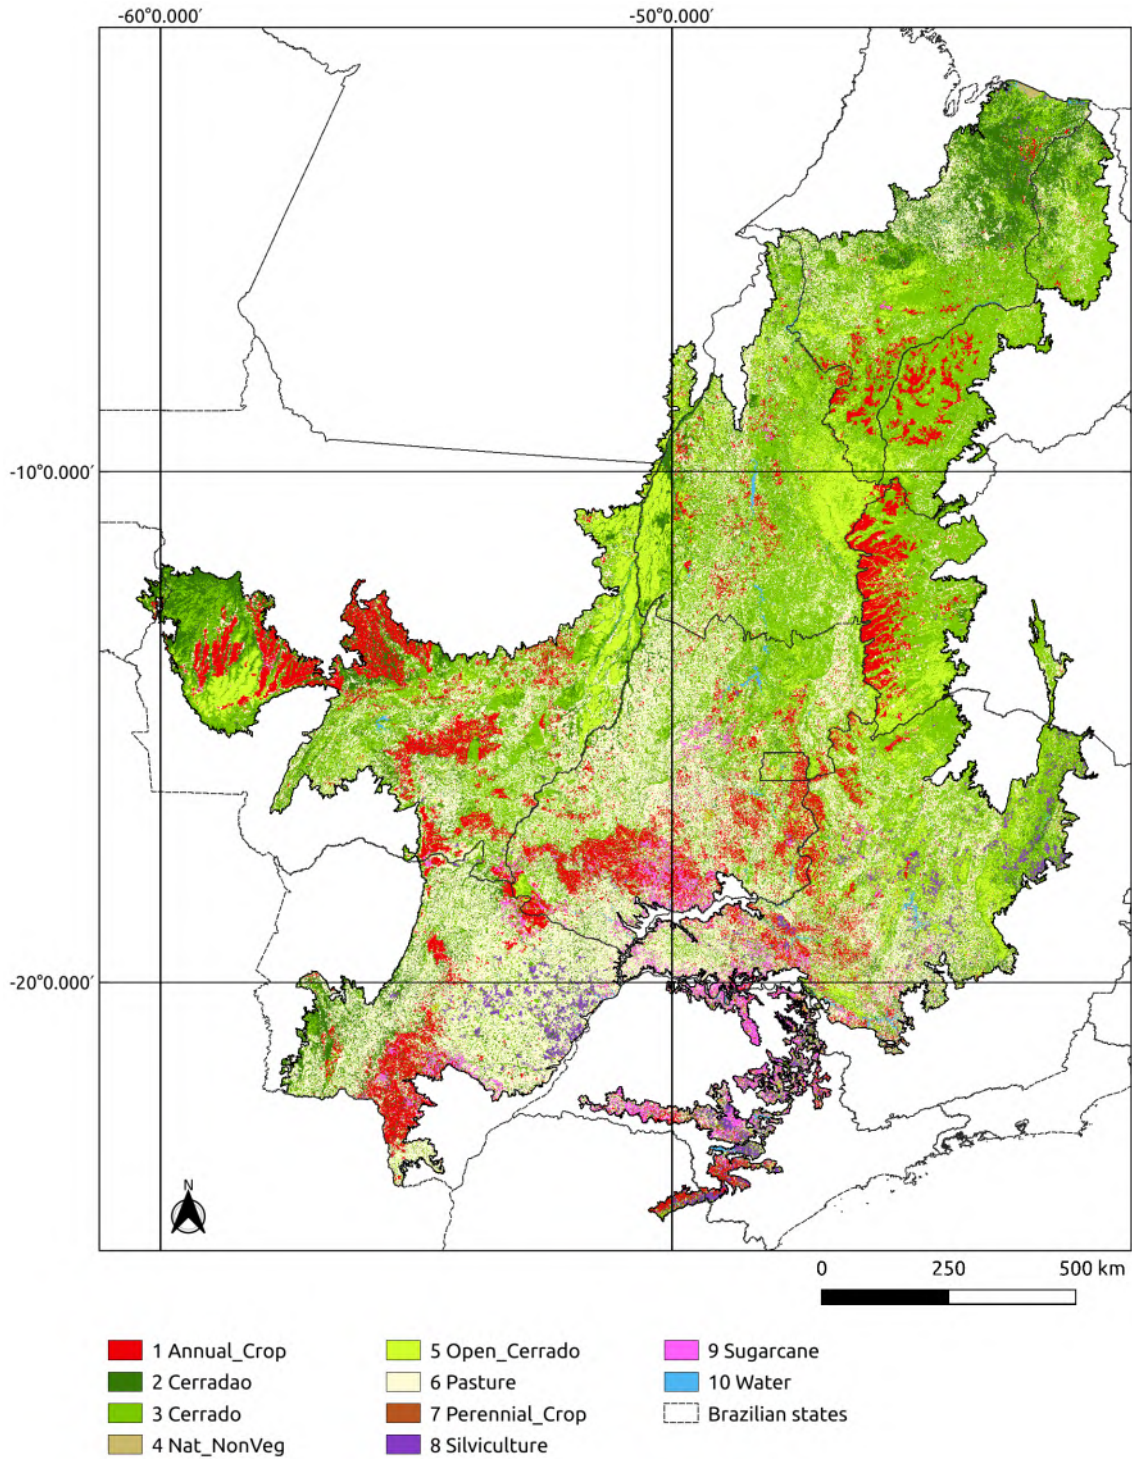 -60°0.000′ -50°0.000′
-10°0.000′
-20°0.000′
N
0 250 500 km
1 Annual_Crop 5 Open_Cerrado 9 Sugarcane
2 Cerradao 6 Pasture 10 Water
3 Cerrado 7 Perennial_Crop Brazilian states
4 Nat_NonVeg 8 Silviculture